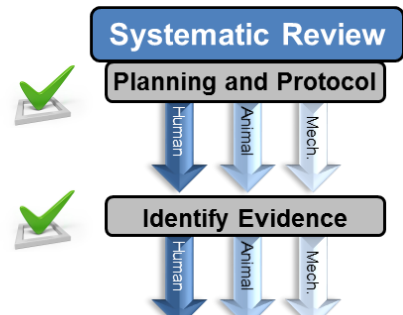 Systematic Review
Planning and Protocol
Human
Animal
Mech.
Identify Evidence
Human
Animal
Mech.